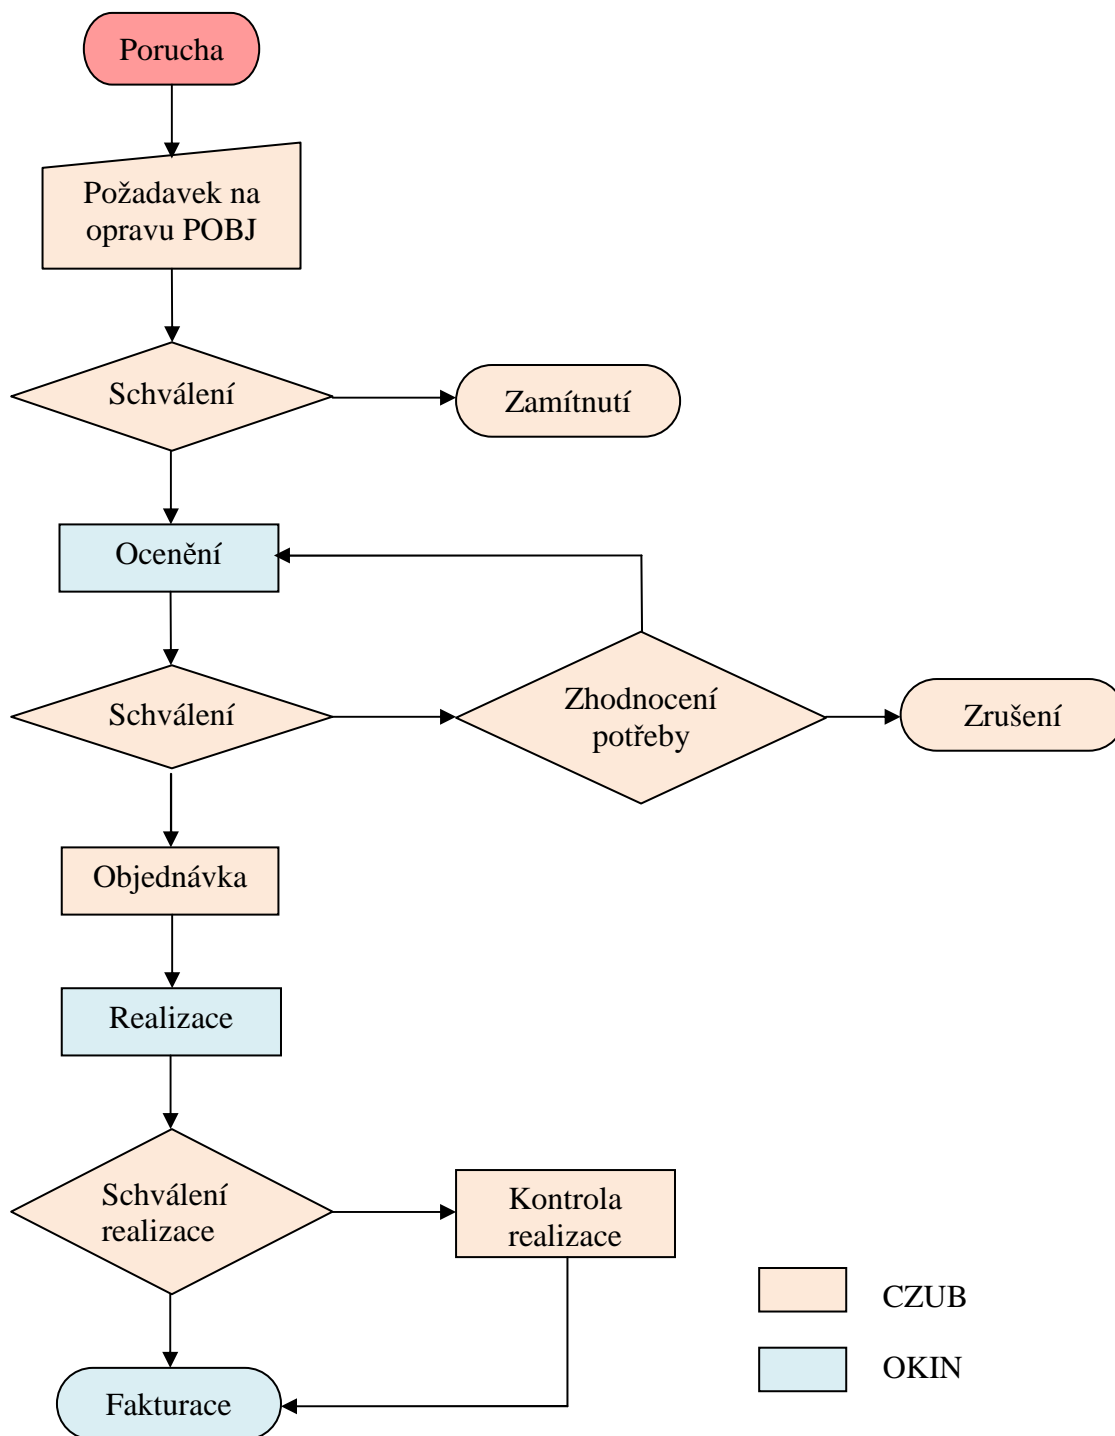 Porucha
Požadavek na
opravu POBJ
Schválení
Zamítnutí
Ocenění
Schválení
Zhodnocení
potřeby
Zrušení
Objednávka
Realizace
Schválení
realizace
Kontrola
realizace
CZUB
OKIN
Fakturace